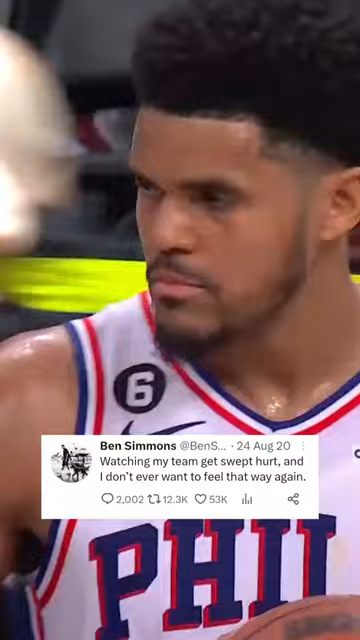 6
Ben Simmons @BenS... · 24 Aug 20
Watching my team get swept hurt, and
I don't ever want to feel that way again.
2,002 12.3K 53K
PHIL